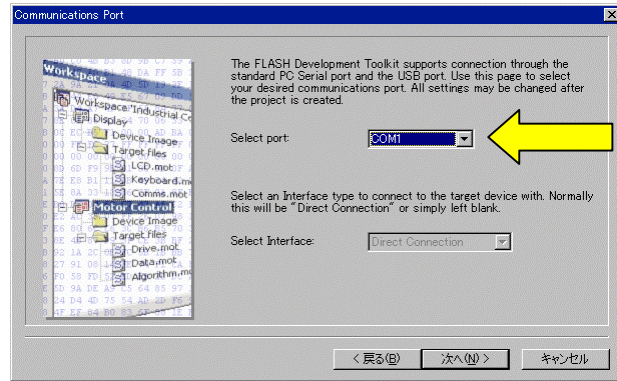 Communications Port
The FLASH Development Toolkit supports connection through the
standard PC Serial port and the USB port. Use this page to select
your desired communications port. All settings may be changed after
the project is created.
Select port:
COM1
Select an Interface type to connect to the target device with. Normally
this will be "Direct Connection" or simply left blank.
Select Interface:
Direct Connection
Workspace
Workspace 'Industrial
Display
Device Image
Target files
LCD.mot
Keyboard.m
Comms.mot
Motor Control
Device Image
Target files
Drive.mot
Data.mot
Algorithm.mo
< 戻る(B)
次へ(N) >
キャンセル